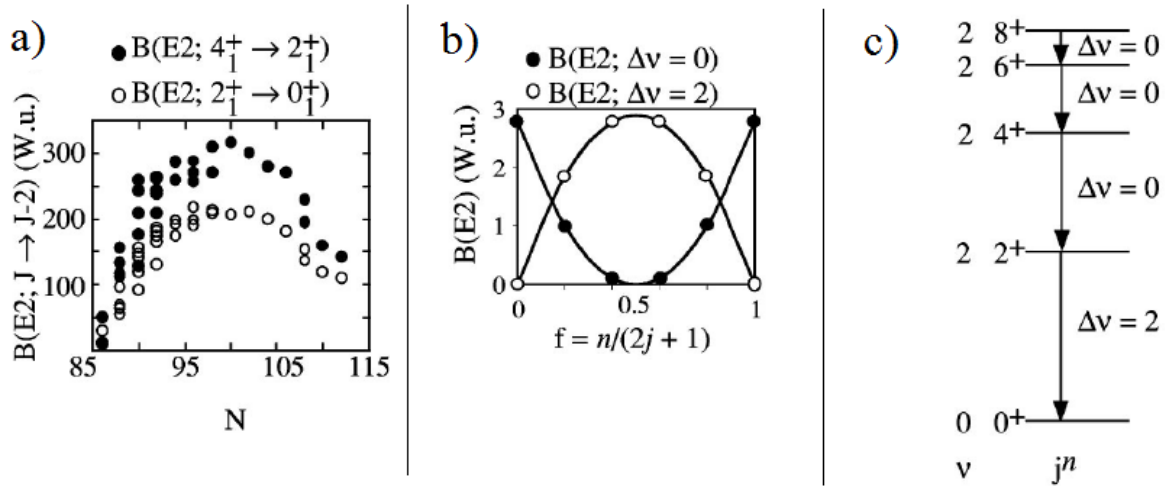 a)
● B(E2; 4⁺₁ → 2⁺₁)
○ B(E2; 2⁺₁ → 0⁺₁)
B(E2; J → J-2) (W.u.)
300
200
100
85 95 105 115
N
b)
● B(E2; Δν = 0)
○ B(E2; Δν = 2)
B(E2) (W.u.)
3
2
1
0
0 0.5 1
f = n/(2j + 1)
c)
2 8⁺ Δν = 0
2 6⁺
Δν = 0
2 4⁺
Δν = 0
2 2⁺
Δν = 2
0 0⁺
ν jⁿ